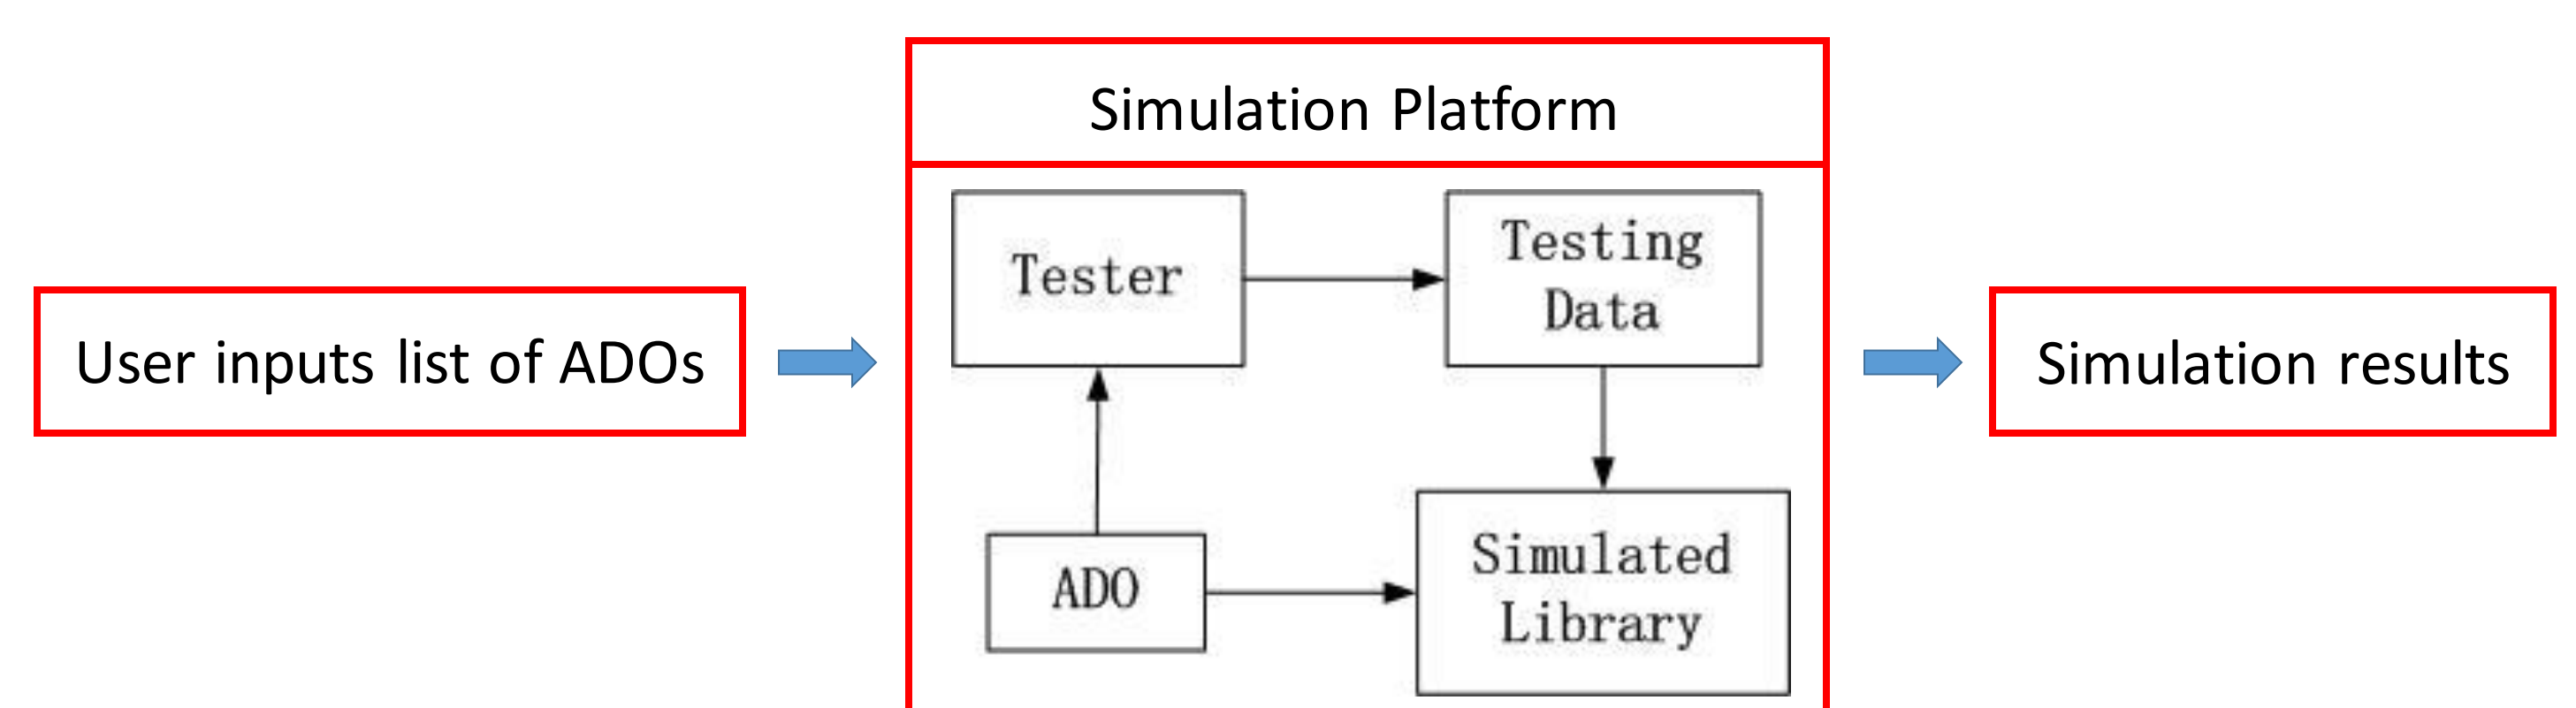 Simulation Platform
Tester
Testing
Data
User inputs list of ADOs
Simulation results
ADO
Simulated
Library